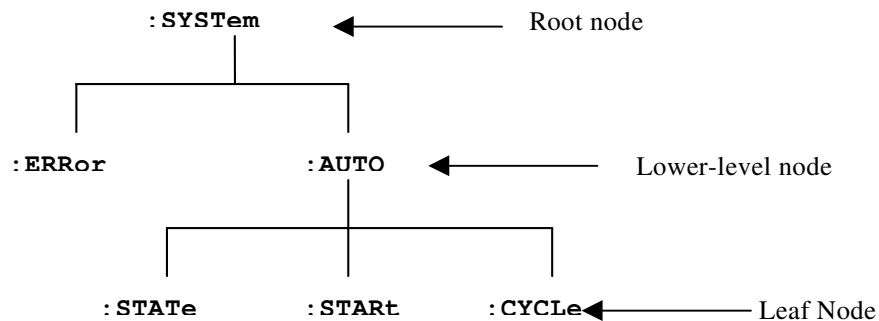 :SYSTem Root node
:ERRor :AUTO Lower-level node
:STATe :STARt :CYCLe Leaf Node